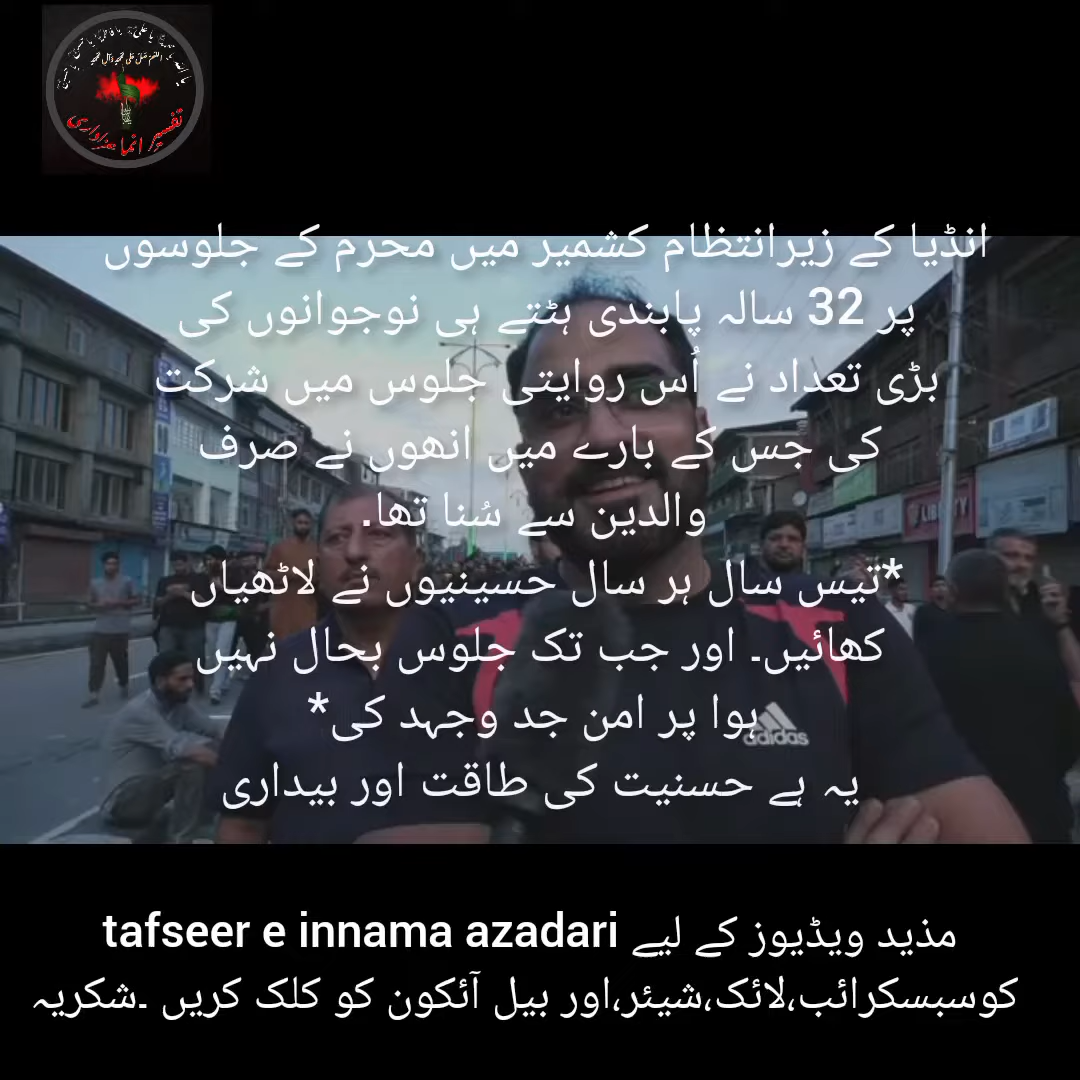 تفسیر انما عزاداری
انڈیا کے زیرانتظام کشمیر میں محرم کے جلوسوں
پر 32 سالہ پابندی ہٹتے ہی نوجوانوں کی
بڑی تعداد نے اُس روایتی جلوس میں شرکت
کی جس کے بارے میں انھوں نے صرف
والدین سے سُنا تھا۔
*تیس سال ہر سال حسینیوں نے لاٹھیاں
کھائیں۔ اور جب تک جلوس بحال نہیں
ہوا پر امن جد وجہد کی*
یہ ہے حسنیت کی طاقت اور بیداری
LIBERTY
adidas
مذید ویڈیوز کے لیے tafseer e innama azadari
کوسبسکرائب،لائک،شیئر،اور بیل آئکون کو کلک کریں ۔شکریہ